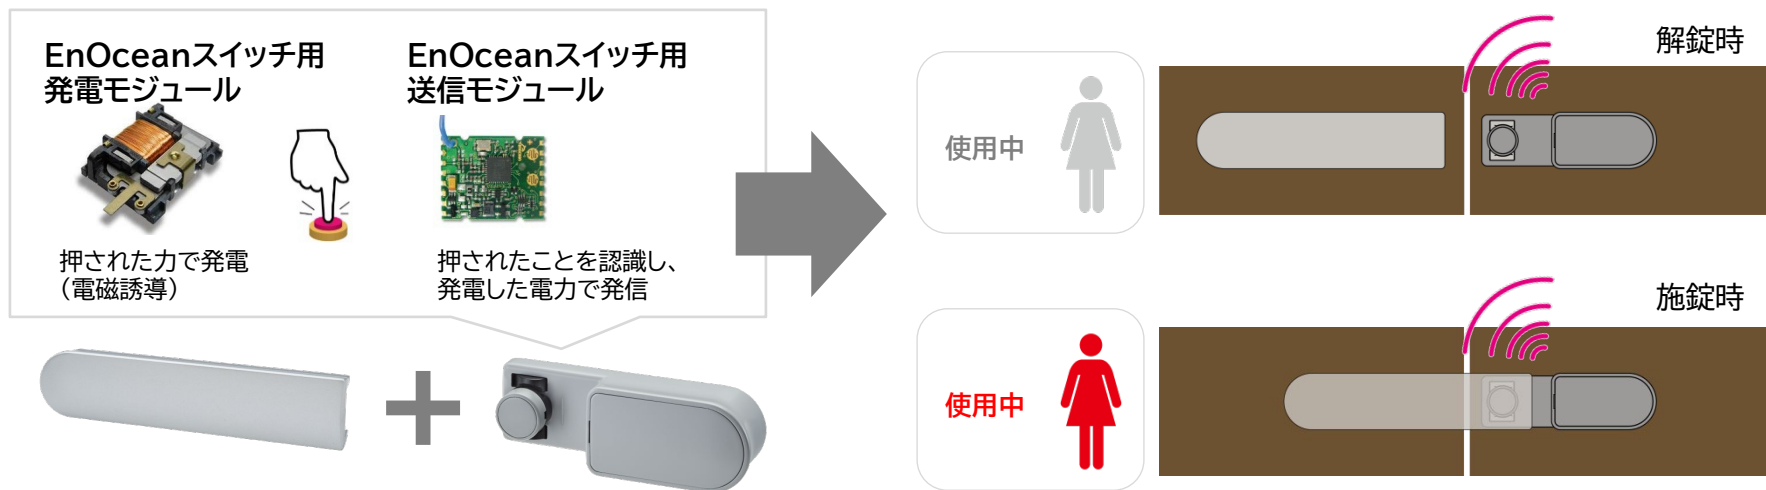 EnOceanスイッチ用
発電モジュール
押された力で発電
（電磁誘導）
EnOceanスイッチ用
送信モジュール
押されたことを認識し、
発電した電力で発信
使用中
解錠時
使用中
施錠時